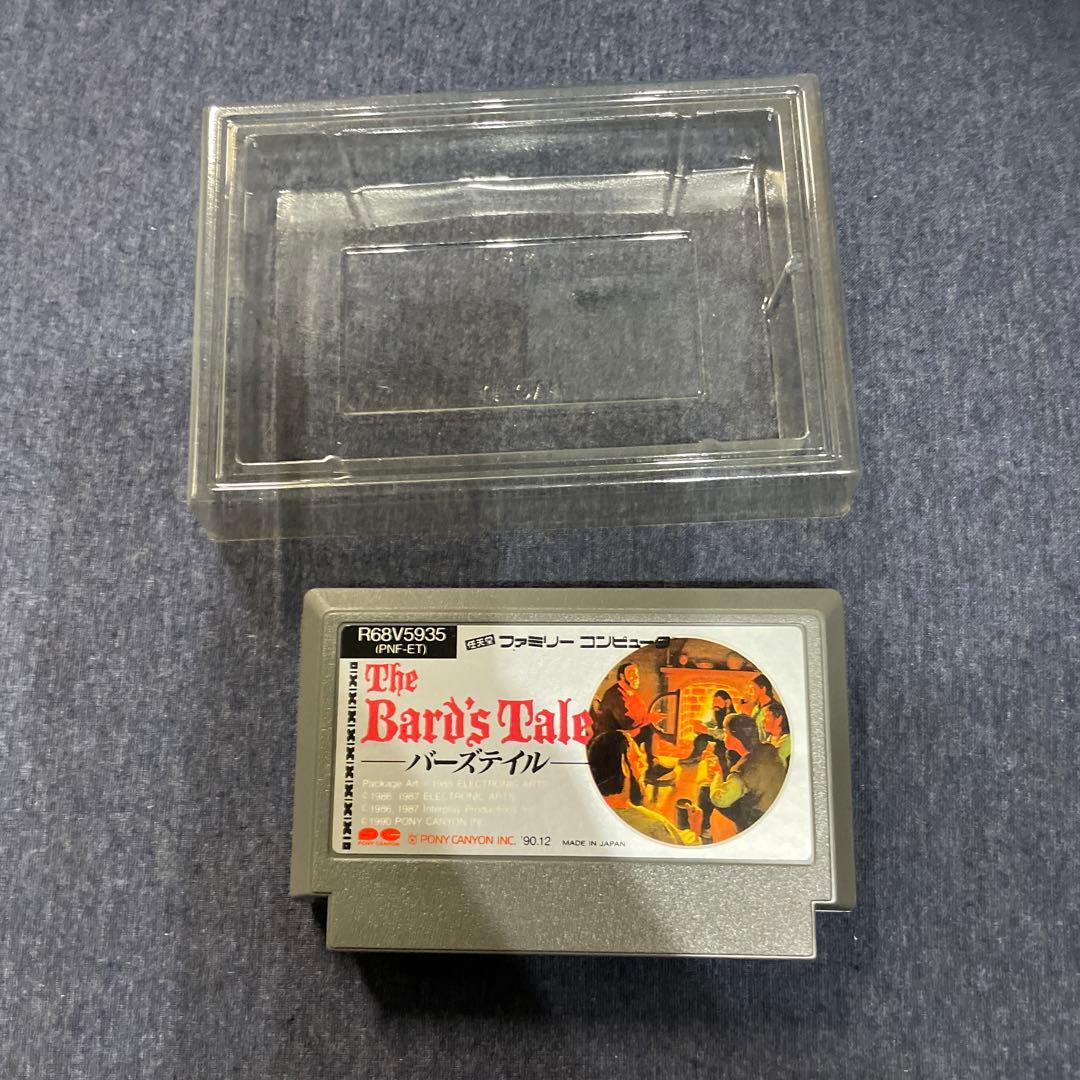 R68V5935
(PNF-ET)
任天堂 ファミリー コンピュータ
The
Bard's Tale
バーズテイル
Package Art ©1985 ELECTRONIC ARTS
©1986, 1987 ELECTRONIC ARTS
©1986, 1987 Interplay Productions
©1990 PONY CANYON INC.
PONY CANYON
PONY CANYON INC. '90.12 MADE IN JAPAN